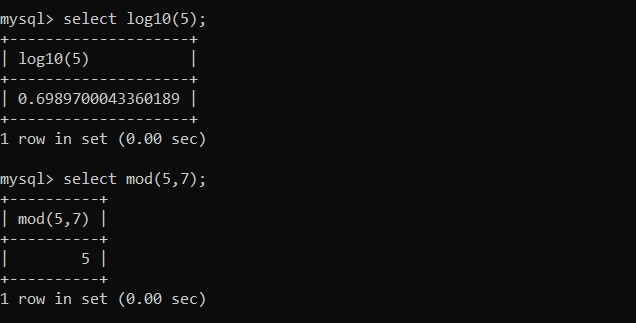 mysql> select log10(5);
+--------------------+
| log10(5)           |
+--------------------+
| 0.6989700043360189 |
+--------------------+
1 row in set (0.00 sec)

mysql> select mod(5,7);
+----------+
| mod(5,7) |
+----------+
|        5 |
+----------+
1 row in set (0.00 sec)